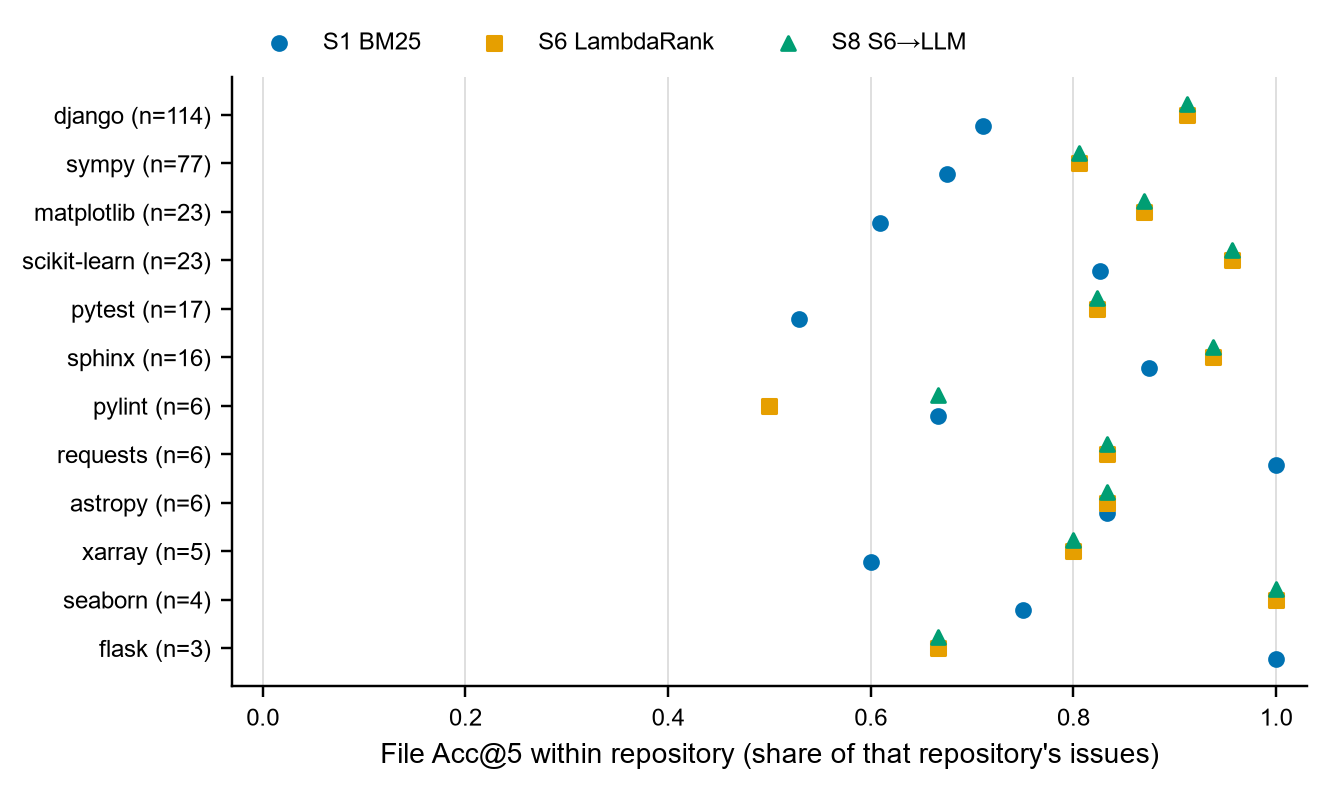 S1 BM25 S6 LambdaRank S8 S6→LLM
django (n=114)
sympy (n=77)
matplotlib (n=23)
scikit-learn (n=23)
pytest (n=17)
sphinx (n=16)
pylint (n=6)
requests (n=6)
astropy (n=6)
xarray (n=5)
seaborn (n=4)
flask (n=3)
0.0 0.2 0.4 0.6 0.8 1.0
File Acc@5 within repository (share of that repository's issues)